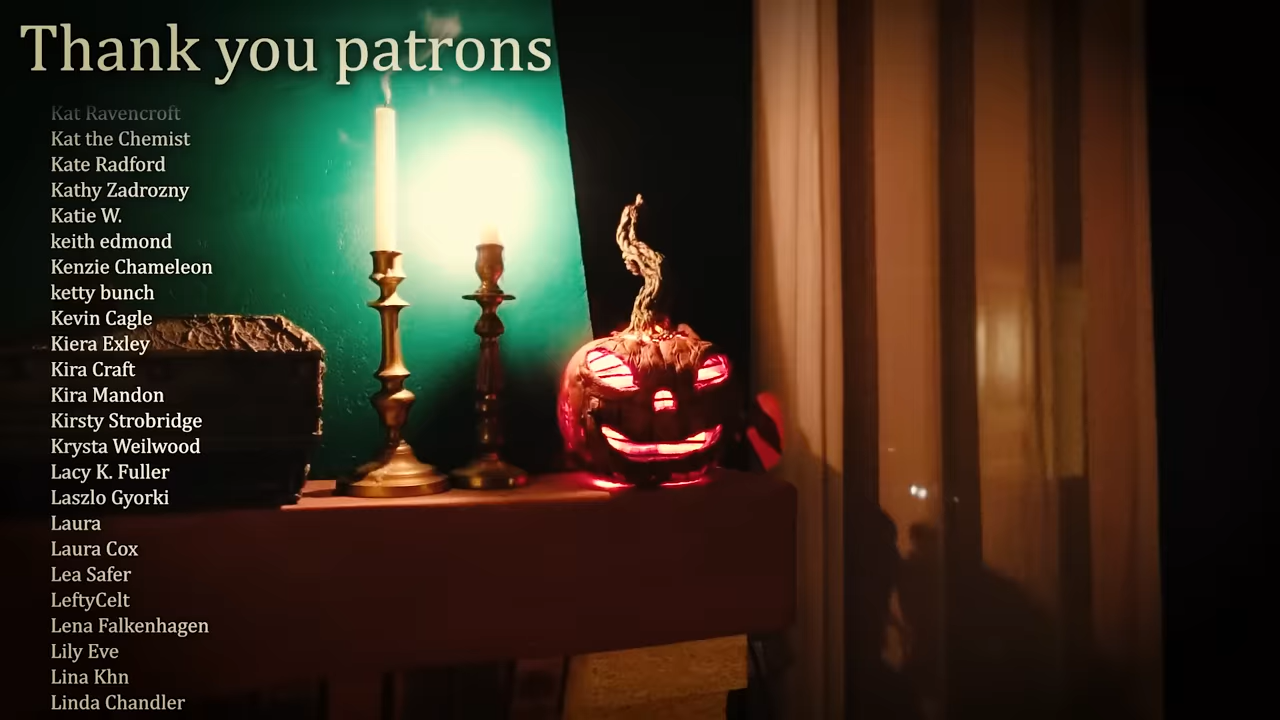 Thank you patrons
Kat Ravencroft
Kat the Chemist
Kate Radford
Kathy Zadrozny
Katie W.
keith edmond
Kenzie Chameleon
ketty bunch
Kevin Cagle
Kiera Exley
Kira Craft
Kira Mandon
Kirsty Strobridge
Krysta Weilwood
Lacy K. Fuller
Laszlo Gyorki
Laura
Laura Cox
Lea Safer
LeftyCelt
Lena Falkenhagen
Lily Eve
Lina Khn
Linda Chandler